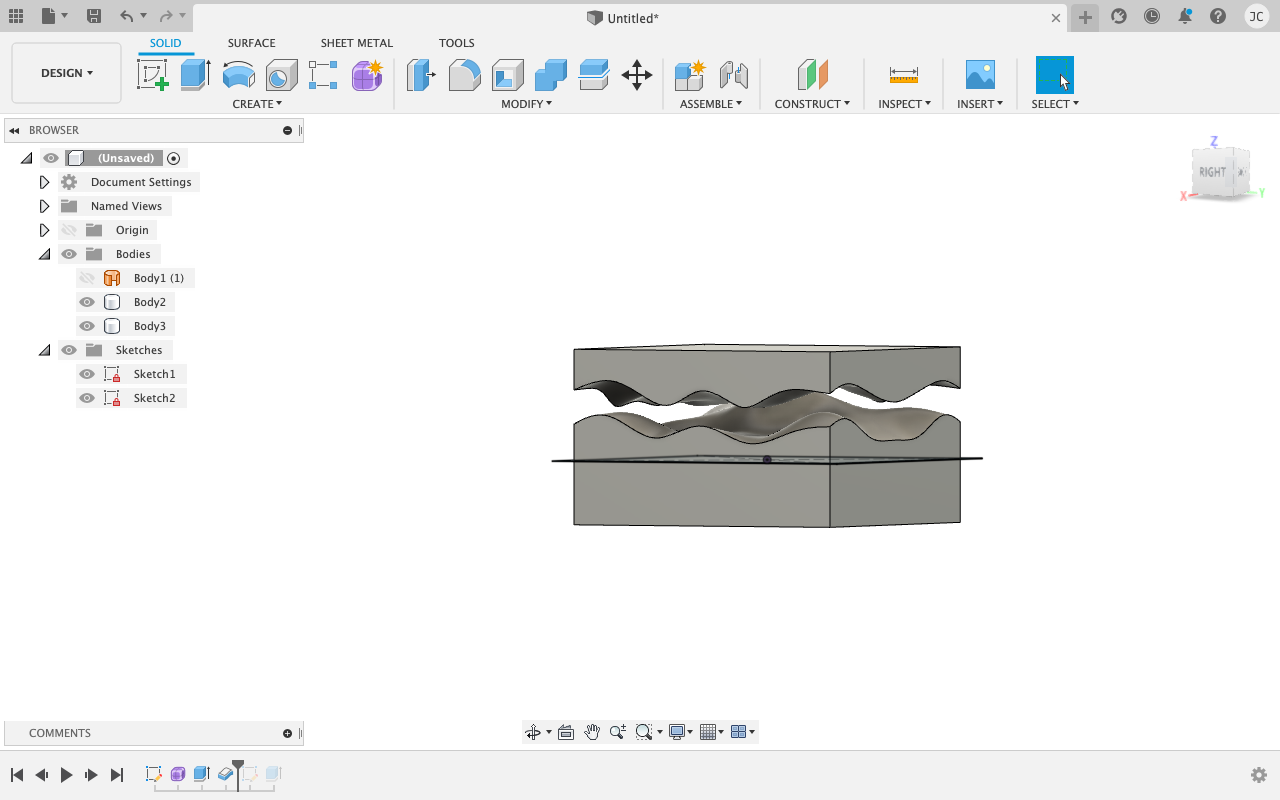 Untitled*
JC
DESIGN
SOLID
SURFACE
SHEET METAL
TOOLS
CREATE
MODIFY
ASSEMBLE
CONSTRUCT
INSPECT
INSERT
SELECT
BROWSER
(Unsaved)
Document Settings
Named Views
Origin
Bodies
Body1 (1)
Body2
Body3
Sketches
Sketch1
Sketch2
Z
RIGHT
X
Y
COMMENTS